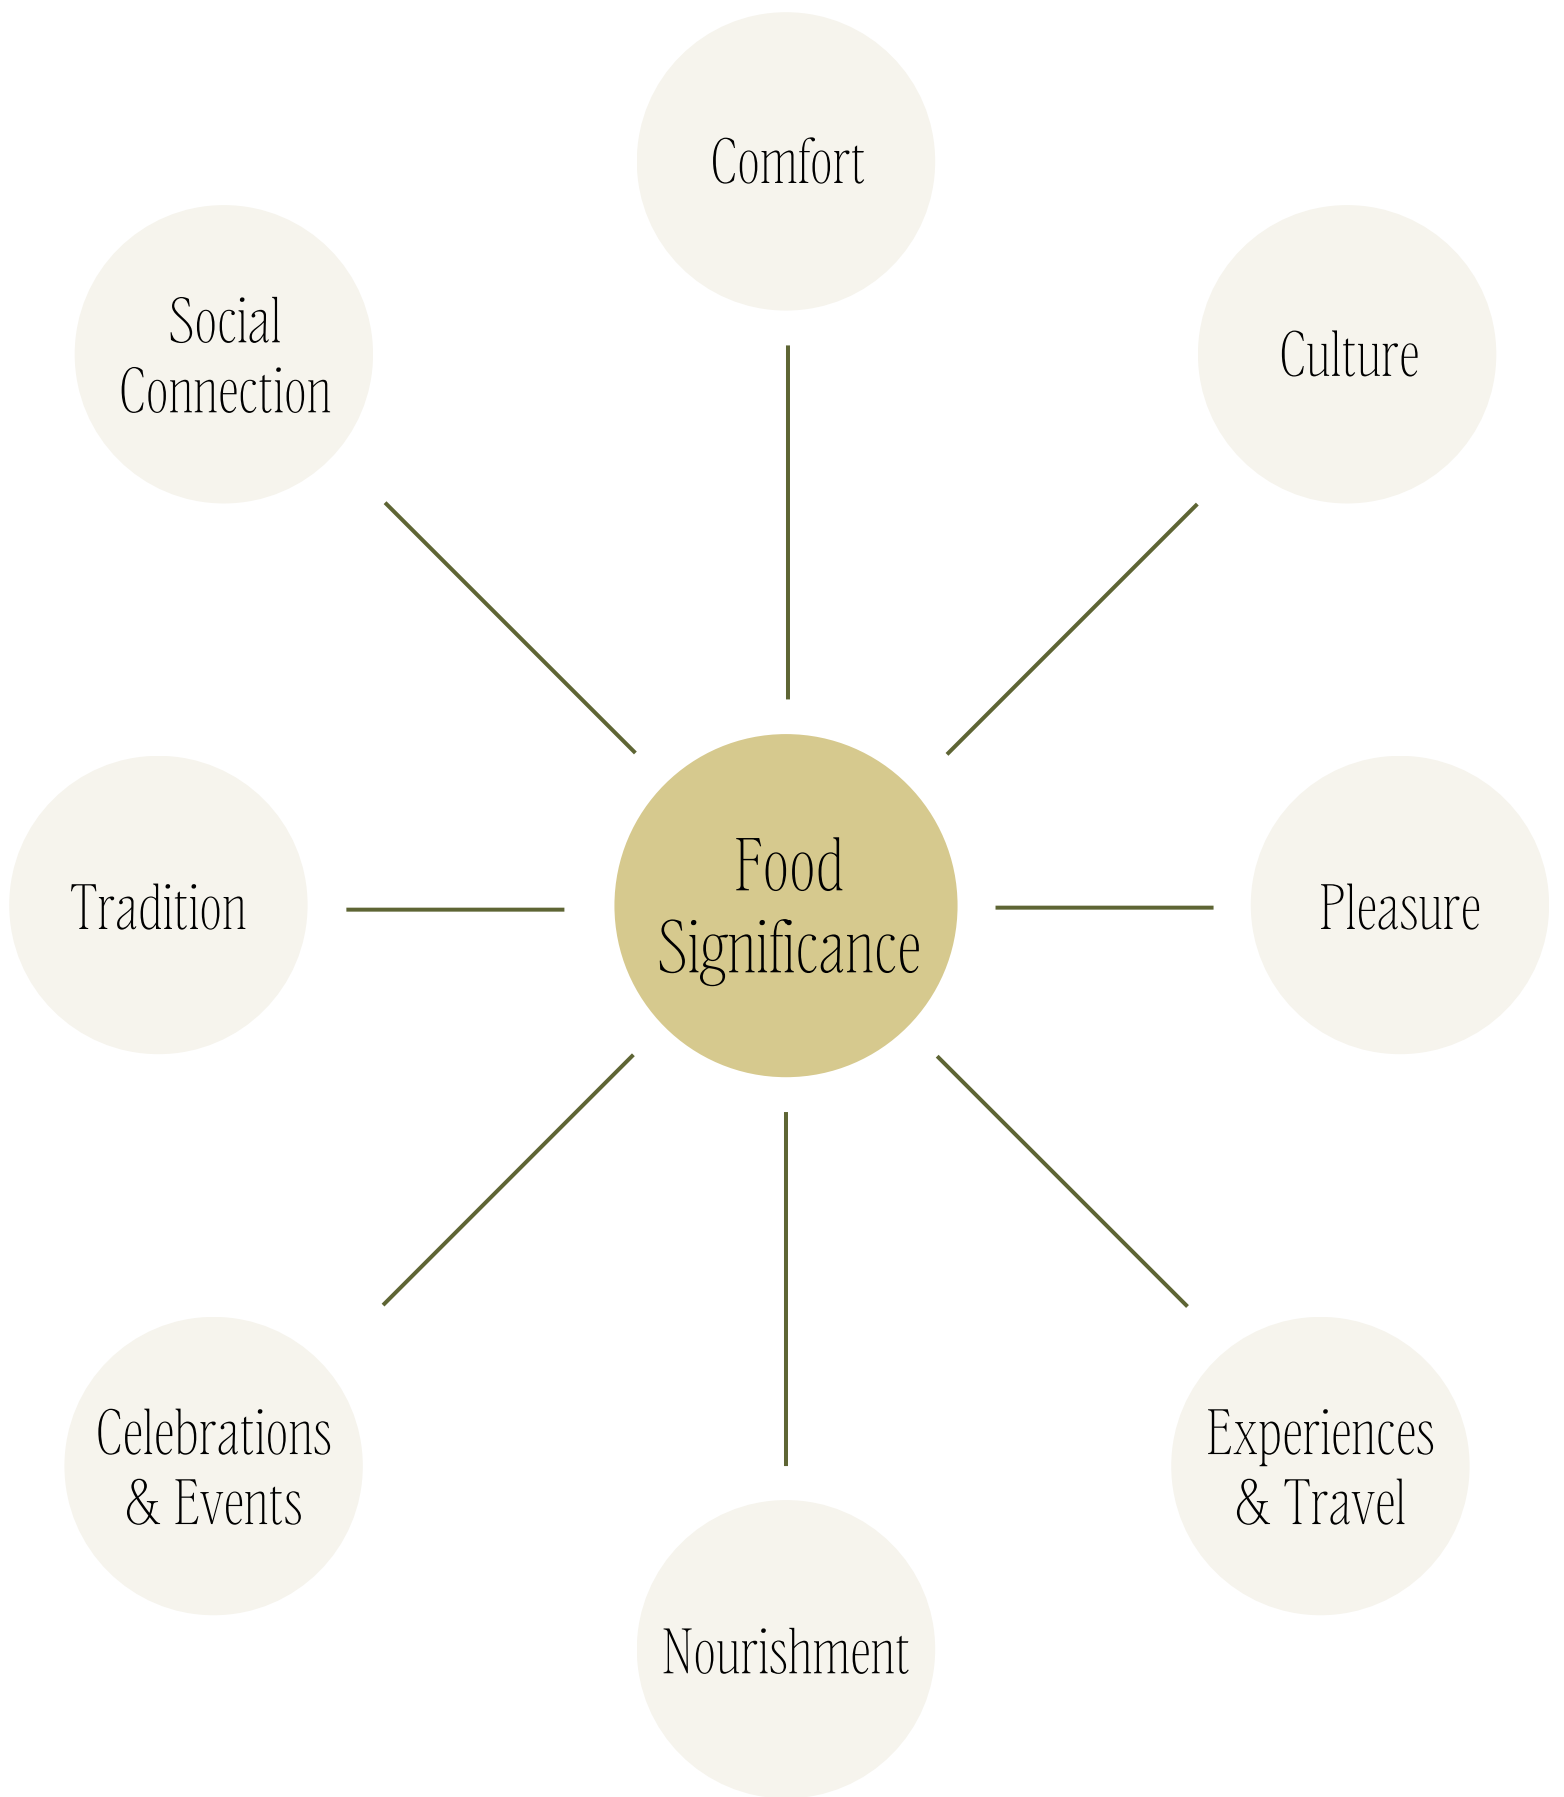 Comfort
Social
Connection
Culture
Food
Significance
Tradition
Pleasure
Celebrations
& Events
Experiences
& Travel
Nourishment